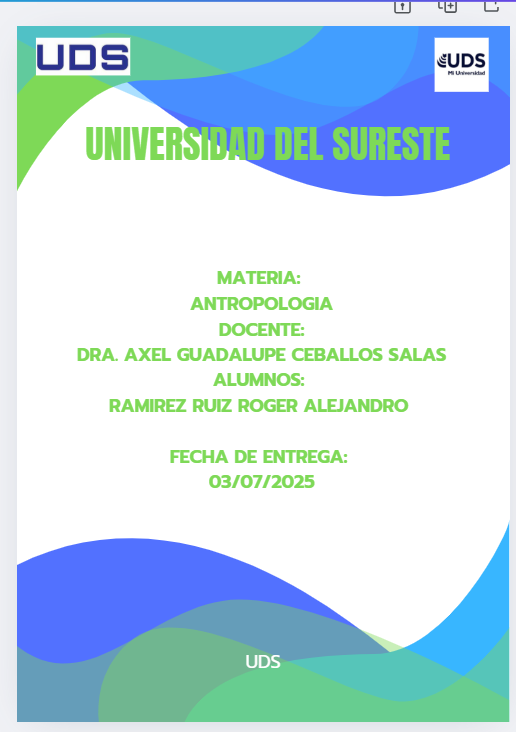 UDS
UDS
Mi Universidad
UNIVERSIDAD DEL SURESTE
MATERIA:
ANTROPOLOGIA
DOCENTE:
DRA. AXEL GUADALUPE CEBALLOS SALAS
ALUMNOS:
RAMIREZ RUIZ ROGER ALEJANDRO
FECHA DE ENTREGA:
03/07/2025
UDS